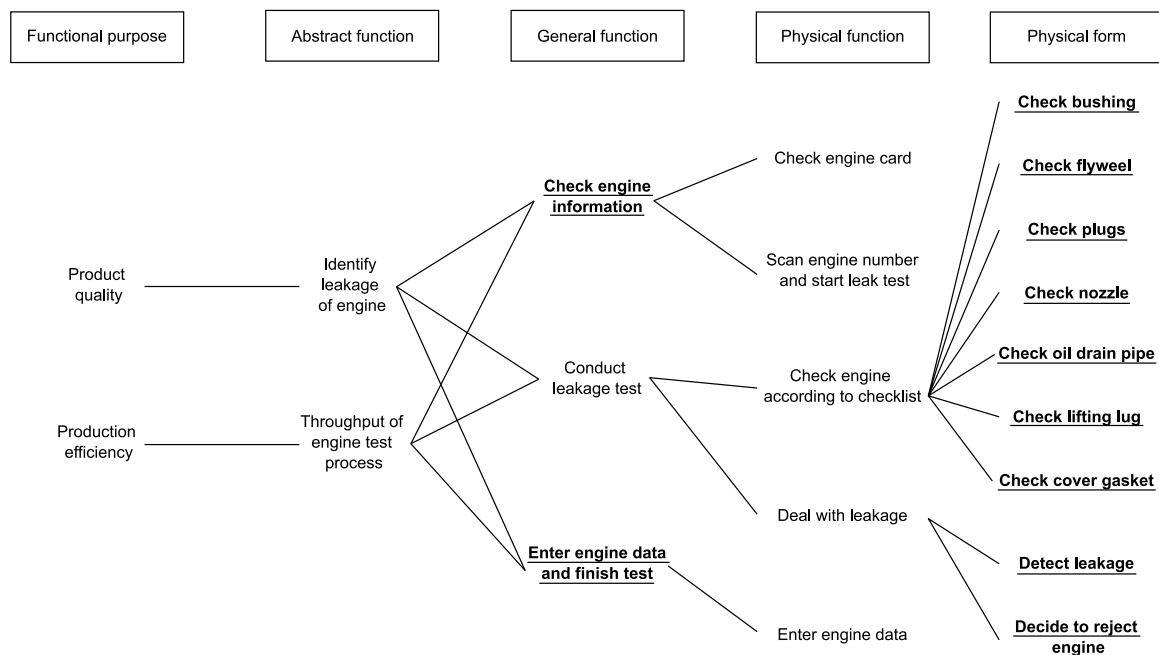 Functional purpose
Abstract function
General function
Physical function
Physical form
Product
quality
Production
efficiency
Identify
leakage
of engine
Throughput of
engine test
process
Check engine
information
Conduct
leakage test
Enter engine data
and finish test
Check engine card
Scan engine number
and start leak test
Check engine
according to checklist
Deal with leakage
Enter engine data
Check bushing
Check flyweel
Check plugs
Check nozzle
Check oil drain pipe
Check lifting lug
Check cover gasket
Detect leakage
Decide to reject
engine